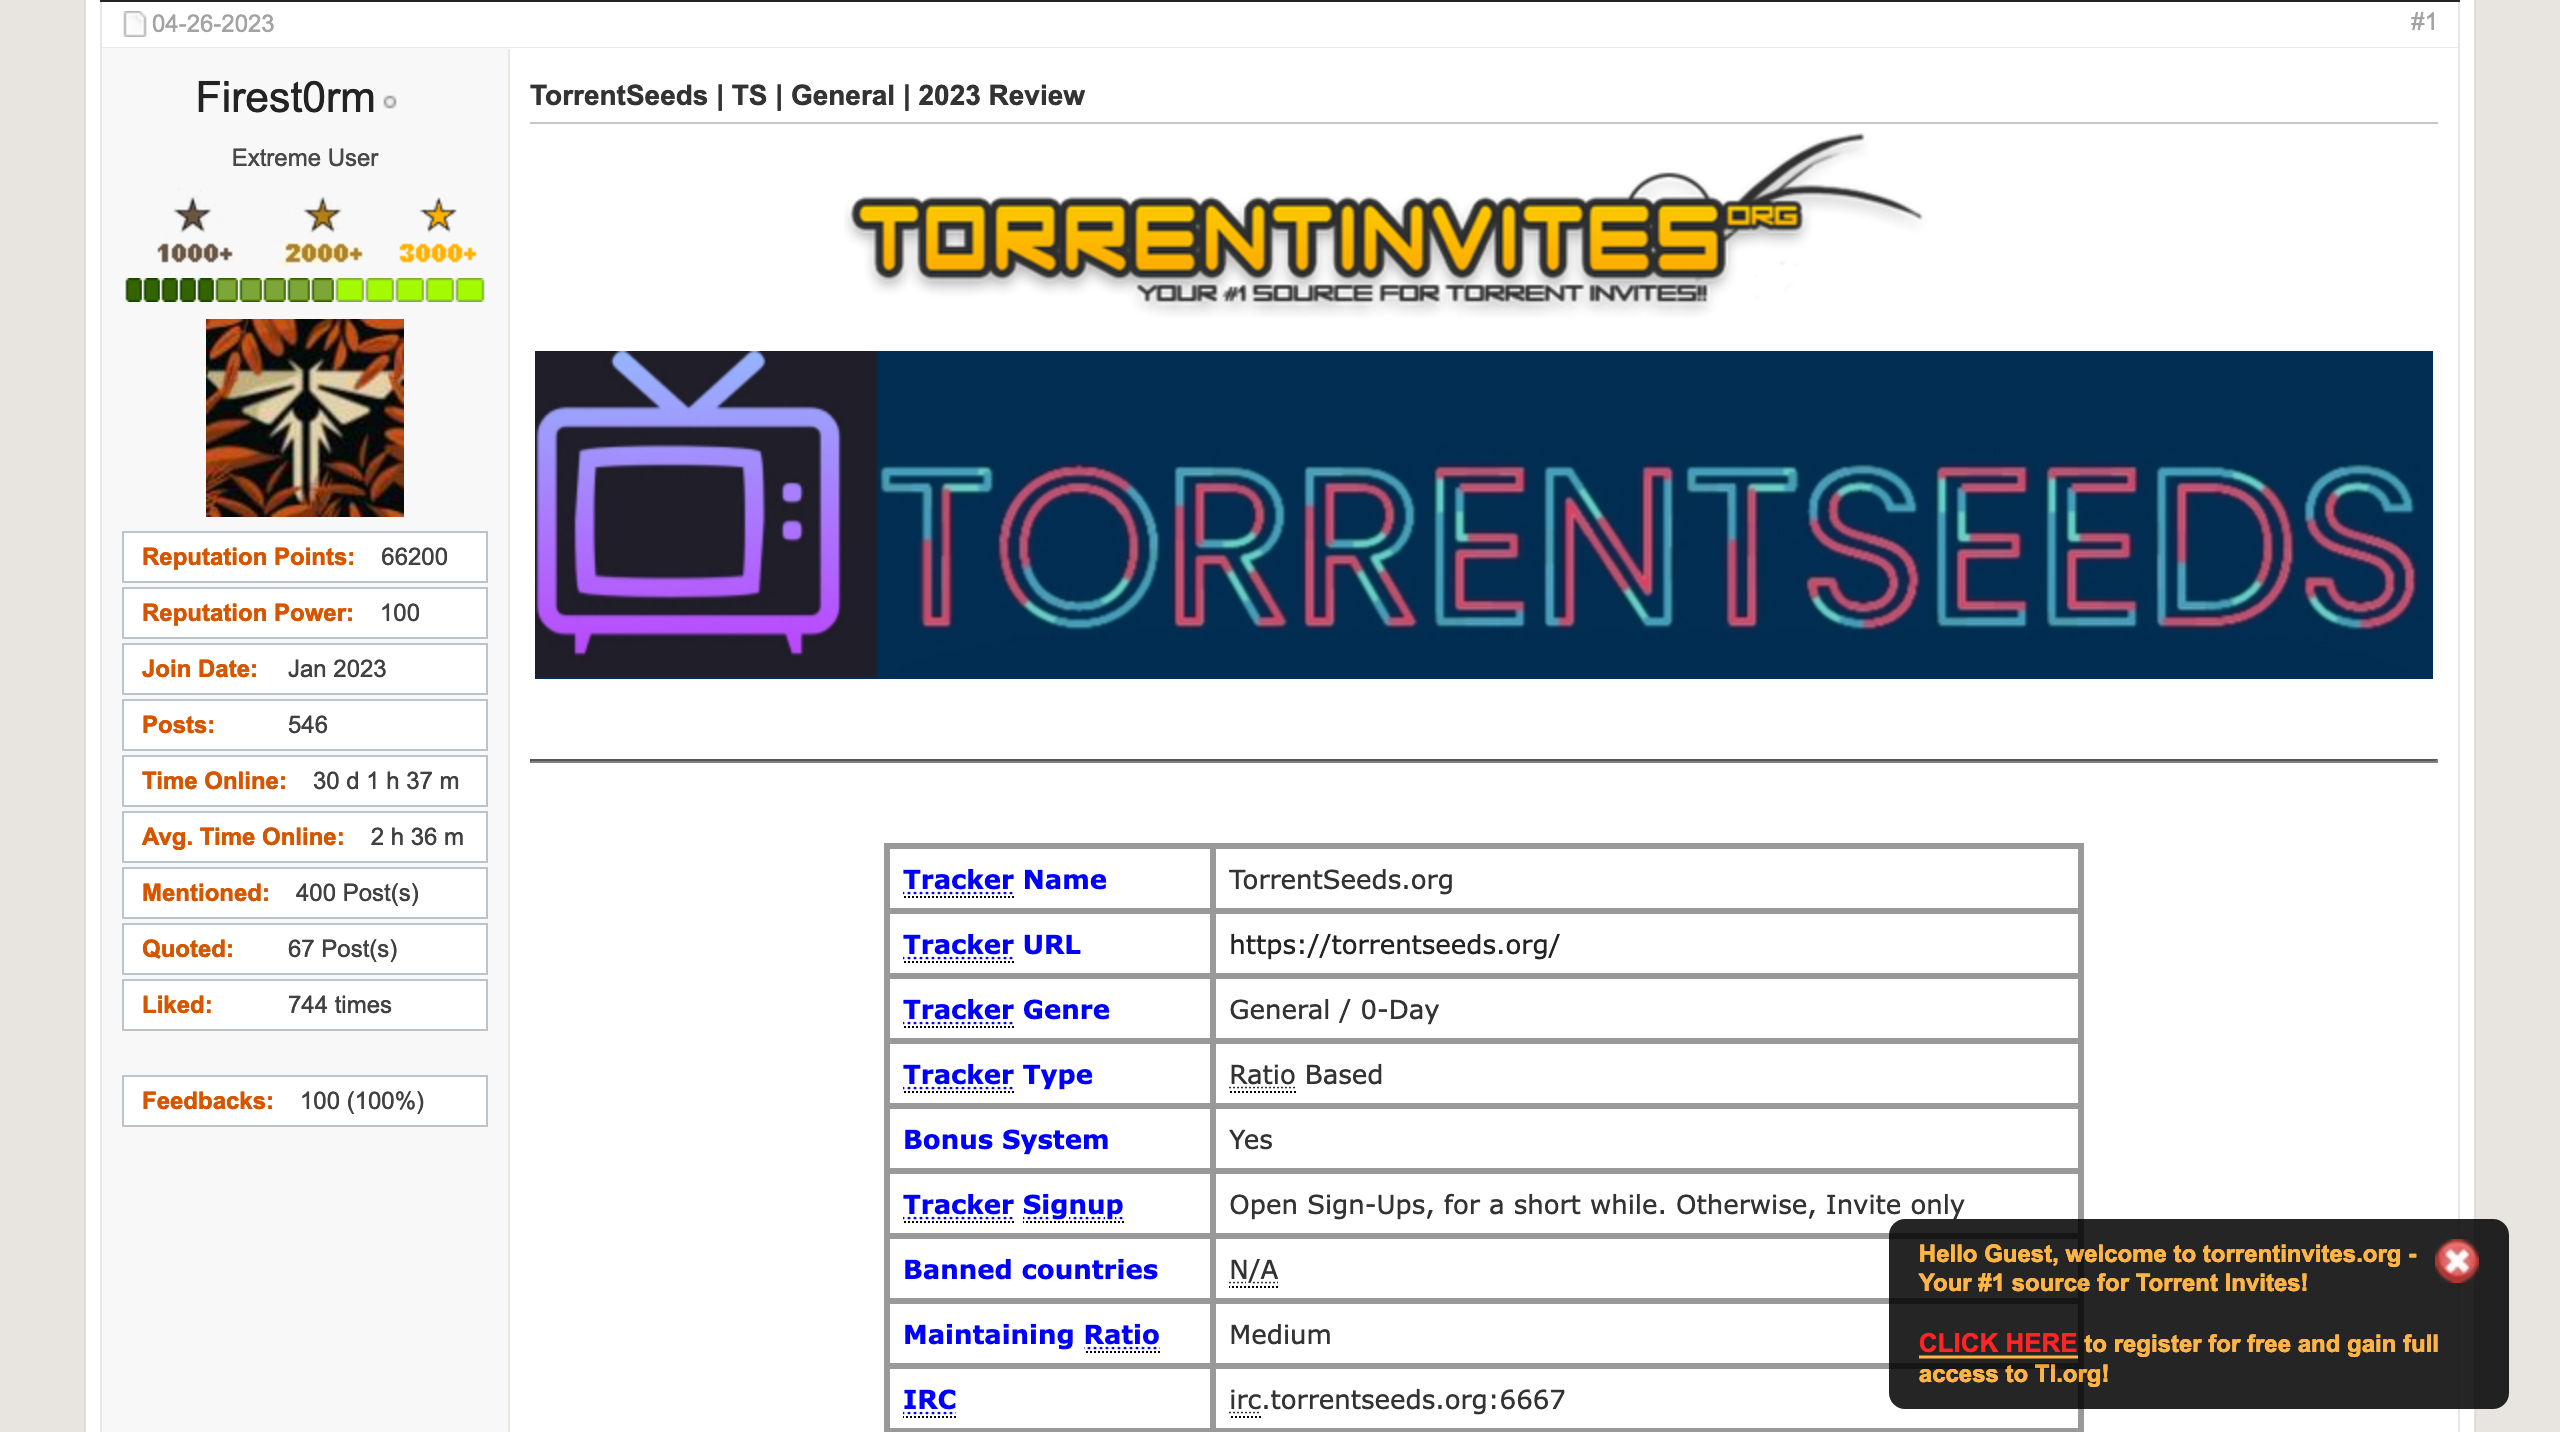 04-26-2023
#1
Firest0rm
Extreme User
1000+ 2000+ 3000+
Reputation Points: 66200
Reputation Power: 100
Join Date: Jan 2023
Posts: 546
Time Online: 30 d 1 h 37 m
Avg. Time Online: 2 h 36 m
Mentioned: 400 Post(s)
Quoted: 67 Post(s)
Liked: 744 times
Feedbacks: 100 (100%)
TorrentSeeds | TS | General | 2023 Review
TORRENTINVITES ORG
YOUR #1 SOURCE FOR TORRENT INVITES!!
TORRENTSEEDS
Tracker Name TorrentSeeds.org
Tracker URL https://torrentseeds.org/
Tracker Genre General / 0-Day
Tracker Type Ratio Based
Bonus System Yes
Tracker Signup Open Sign-Ups, for a short while. Otherwise, Invite only
Banned countries N/A
Maintaining Ratio Medium
IRC irc.torrentseeds.org:6667
Hello Guest, welcome to torrentinvites.org -
Your #1 source for Torrent Invites!
CLICK HERE to register for free and gain full
access to TI.org!